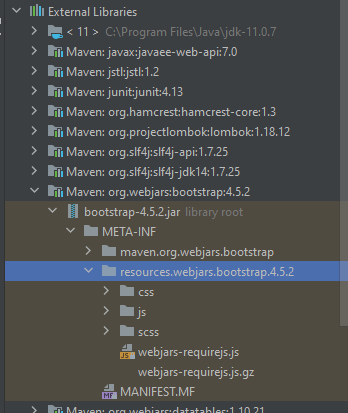 External Libraries
< 11 > C:\Program Files\Java\jdk-11.0.7
Maven: javax:javaee-web-api:7.0
Maven: jstl:jstl:1.2
Maven: junit:junit:4.13
Maven: org.hamcrest:hamcrest-core:1.3
Maven: org.projectlombok:lombok:1.18.12
Maven: org.slf4j:slf4j-api:1.7.25
Maven: org.slf4j:slf4j-jdk14:1.7.25
Maven: org.webjars:bootstrap:4.5.2
bootstrap-4.5.2.jar library root
META-INF
maven.org.webjars.bootstrap
resources.webjars.bootstrap.4.5.2
css
js
scss
JS webjars-requirejs.js
webjars-requirejs.js.gz
MF MANIFEST.MF
Maven: org.webjars:datatables:1.10.21